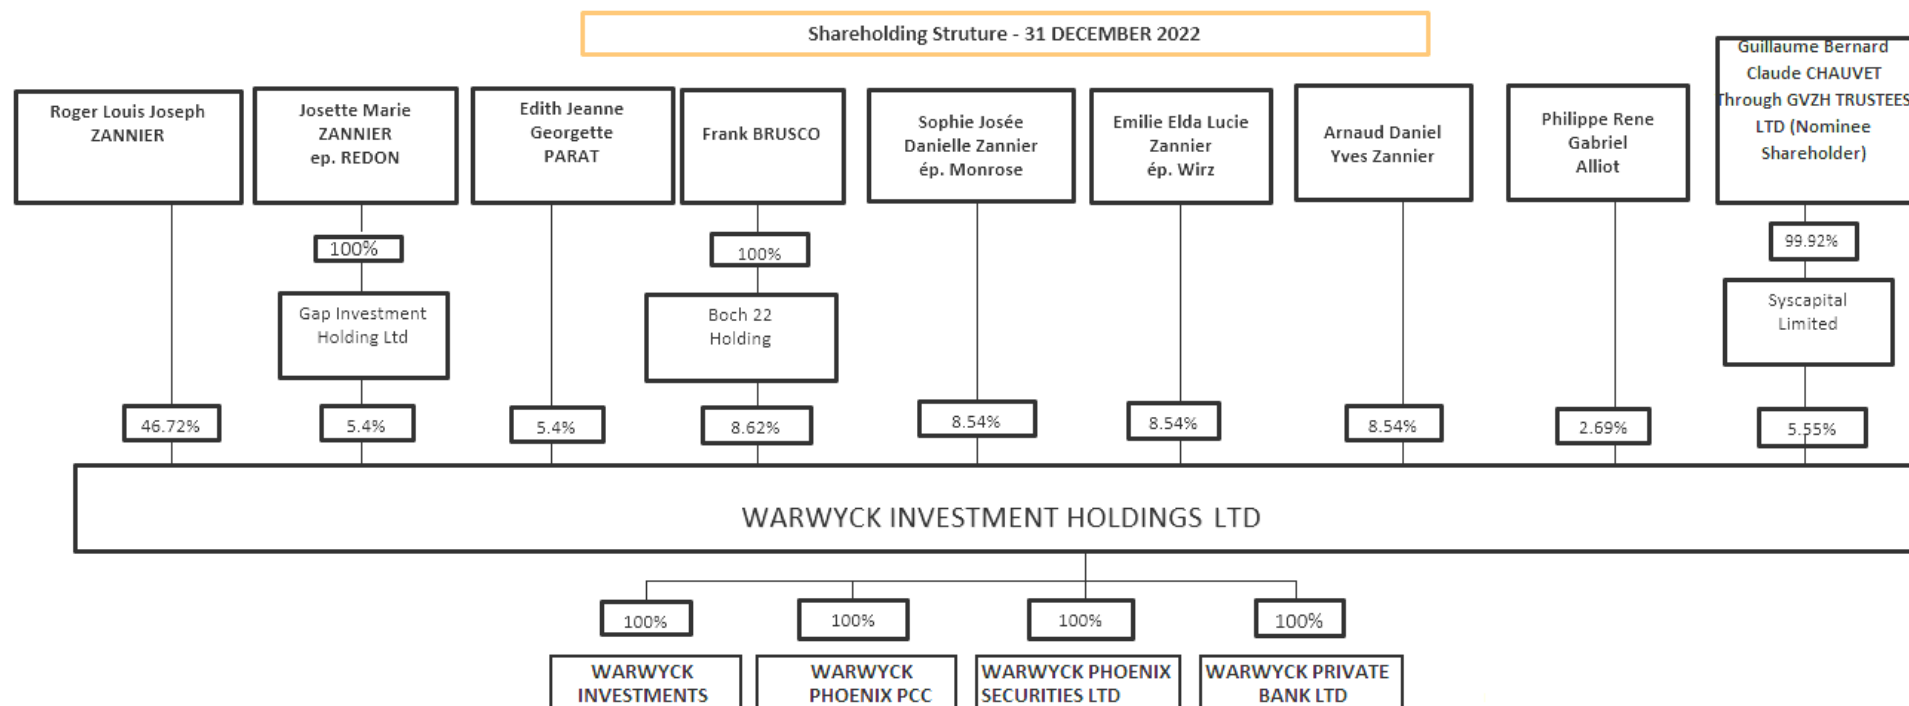 Shareholding Struture - 31 DECEMBER 2022
Roger Louis Joseph
ZANNIER
Josette Marie
ZANNIER
ep. REDON
Edith Jeanne
Georgette
PARAT
Frank BRUSCO
Sophie Josée
Danielle Zannier
ép. Monrose
Emilie Elda Lucie
Zannier
ép. Wirz
Arnaud Daniel
Yves Zannier
Philippe Rene
Gabriel
Alliot
Guillaume Bernard
Claude CHAUVET
Through GVZH TRUSTEES
LTD (Nominee
Shareholder)
100%
100%
99.92%
Gap Investment
Holding Ltd
Boch 22
Holding
Syscapital
Limited
46.72%
5.4%
5.4%
8.62%
8.54%
8.54%
8.54%
2.69%
5.55%
WARWYCK INVESTMENT HOLDINGS LTD
100%
100%
100%
100%
WARWYCK
INVESTMENTS
WARWYCK
PHOENIX PCC
WARWYCK PHOENIX
SECURITIES LTD
WARWYCK PRIVATE
BANK LTD